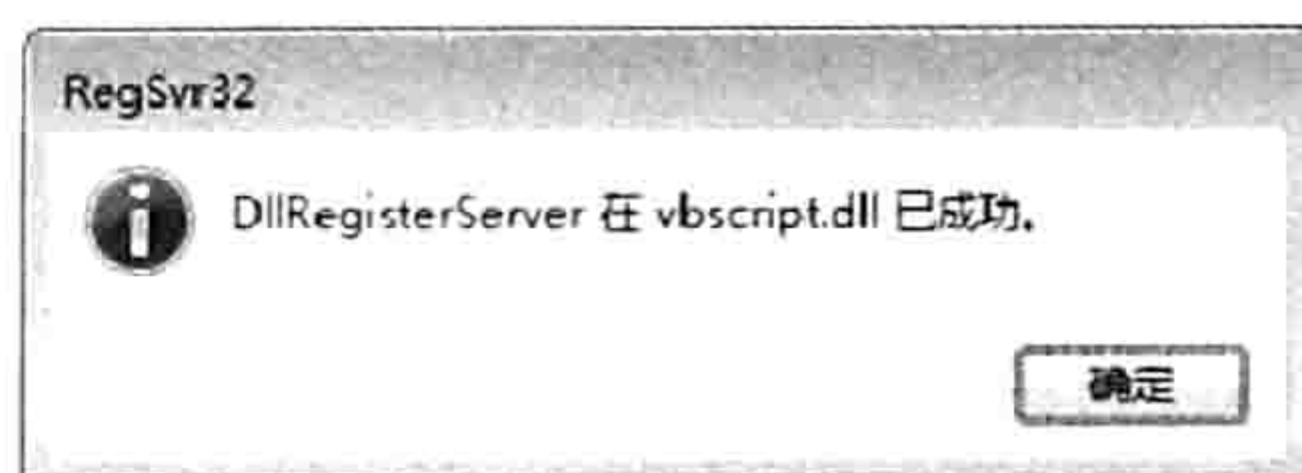 RegSvr32
DllRegisterServer 在 vbscript.dll 已成功。
确定